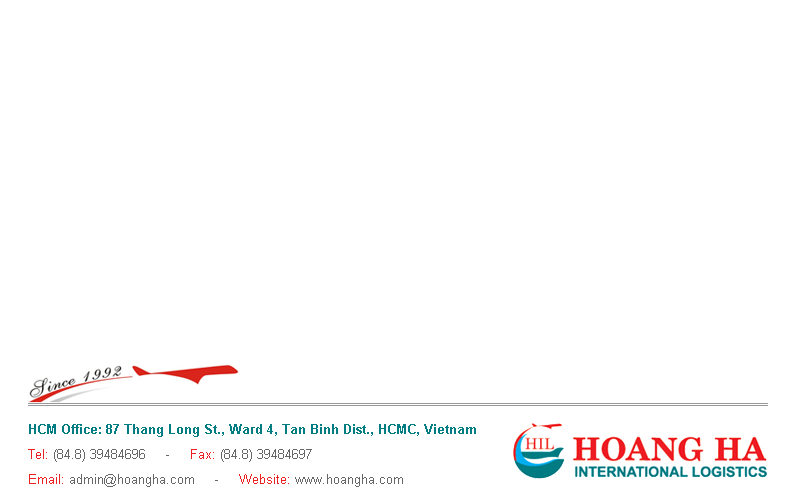 Since 1992
HCM Office: 87 Thang Long St., Ward 4, Tan Binh Dist., HCMC, Vietnam
Tel: (84.8) 39484696 - Fax: (84.8) 39484697
Email: admin@hoangha.com - Website: www.hoangha.com
HIL
HOANG HA
INTERNATIONAL LOGISTICS